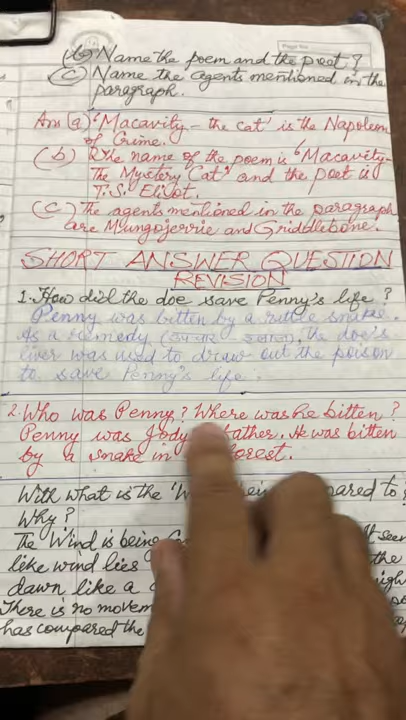 (b) Name the poem and the poet?
(c) Name the agents mentioned in the
paragraph.
Ans (a) 'Macavity - the cat' is the Napoleon
of Crime.
(b) The name of the poem is 'Macavity-
The Mystery Cat' and the poet is
T.S. Eliot.
(c) The agents mentioned in the paragraph
are Mungojerrie and Griddlebone.
SHORT ANSWER QUESTION
REVISION
1. How did the doe save Penny's life?
Penny was bitten by a rattle snake.
As a remedy (उपचार, इलाज), the doe's
liver was used to draw out the poison
to save Penny's life.
2. Who was Penny? Where was he bitten?
Penny was Jody father. He was bitten
by a snake in forest.
With what is the pared to
Why?
The Wind is being seem
like wind lies the
dawn like a
There is no movem
has compared the